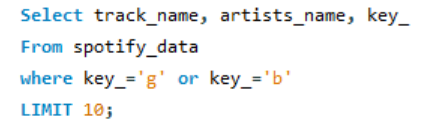 Select track_name, artists_name, key_
From spotify_data
where key_='g' or key_='b'
LIMIT 10;